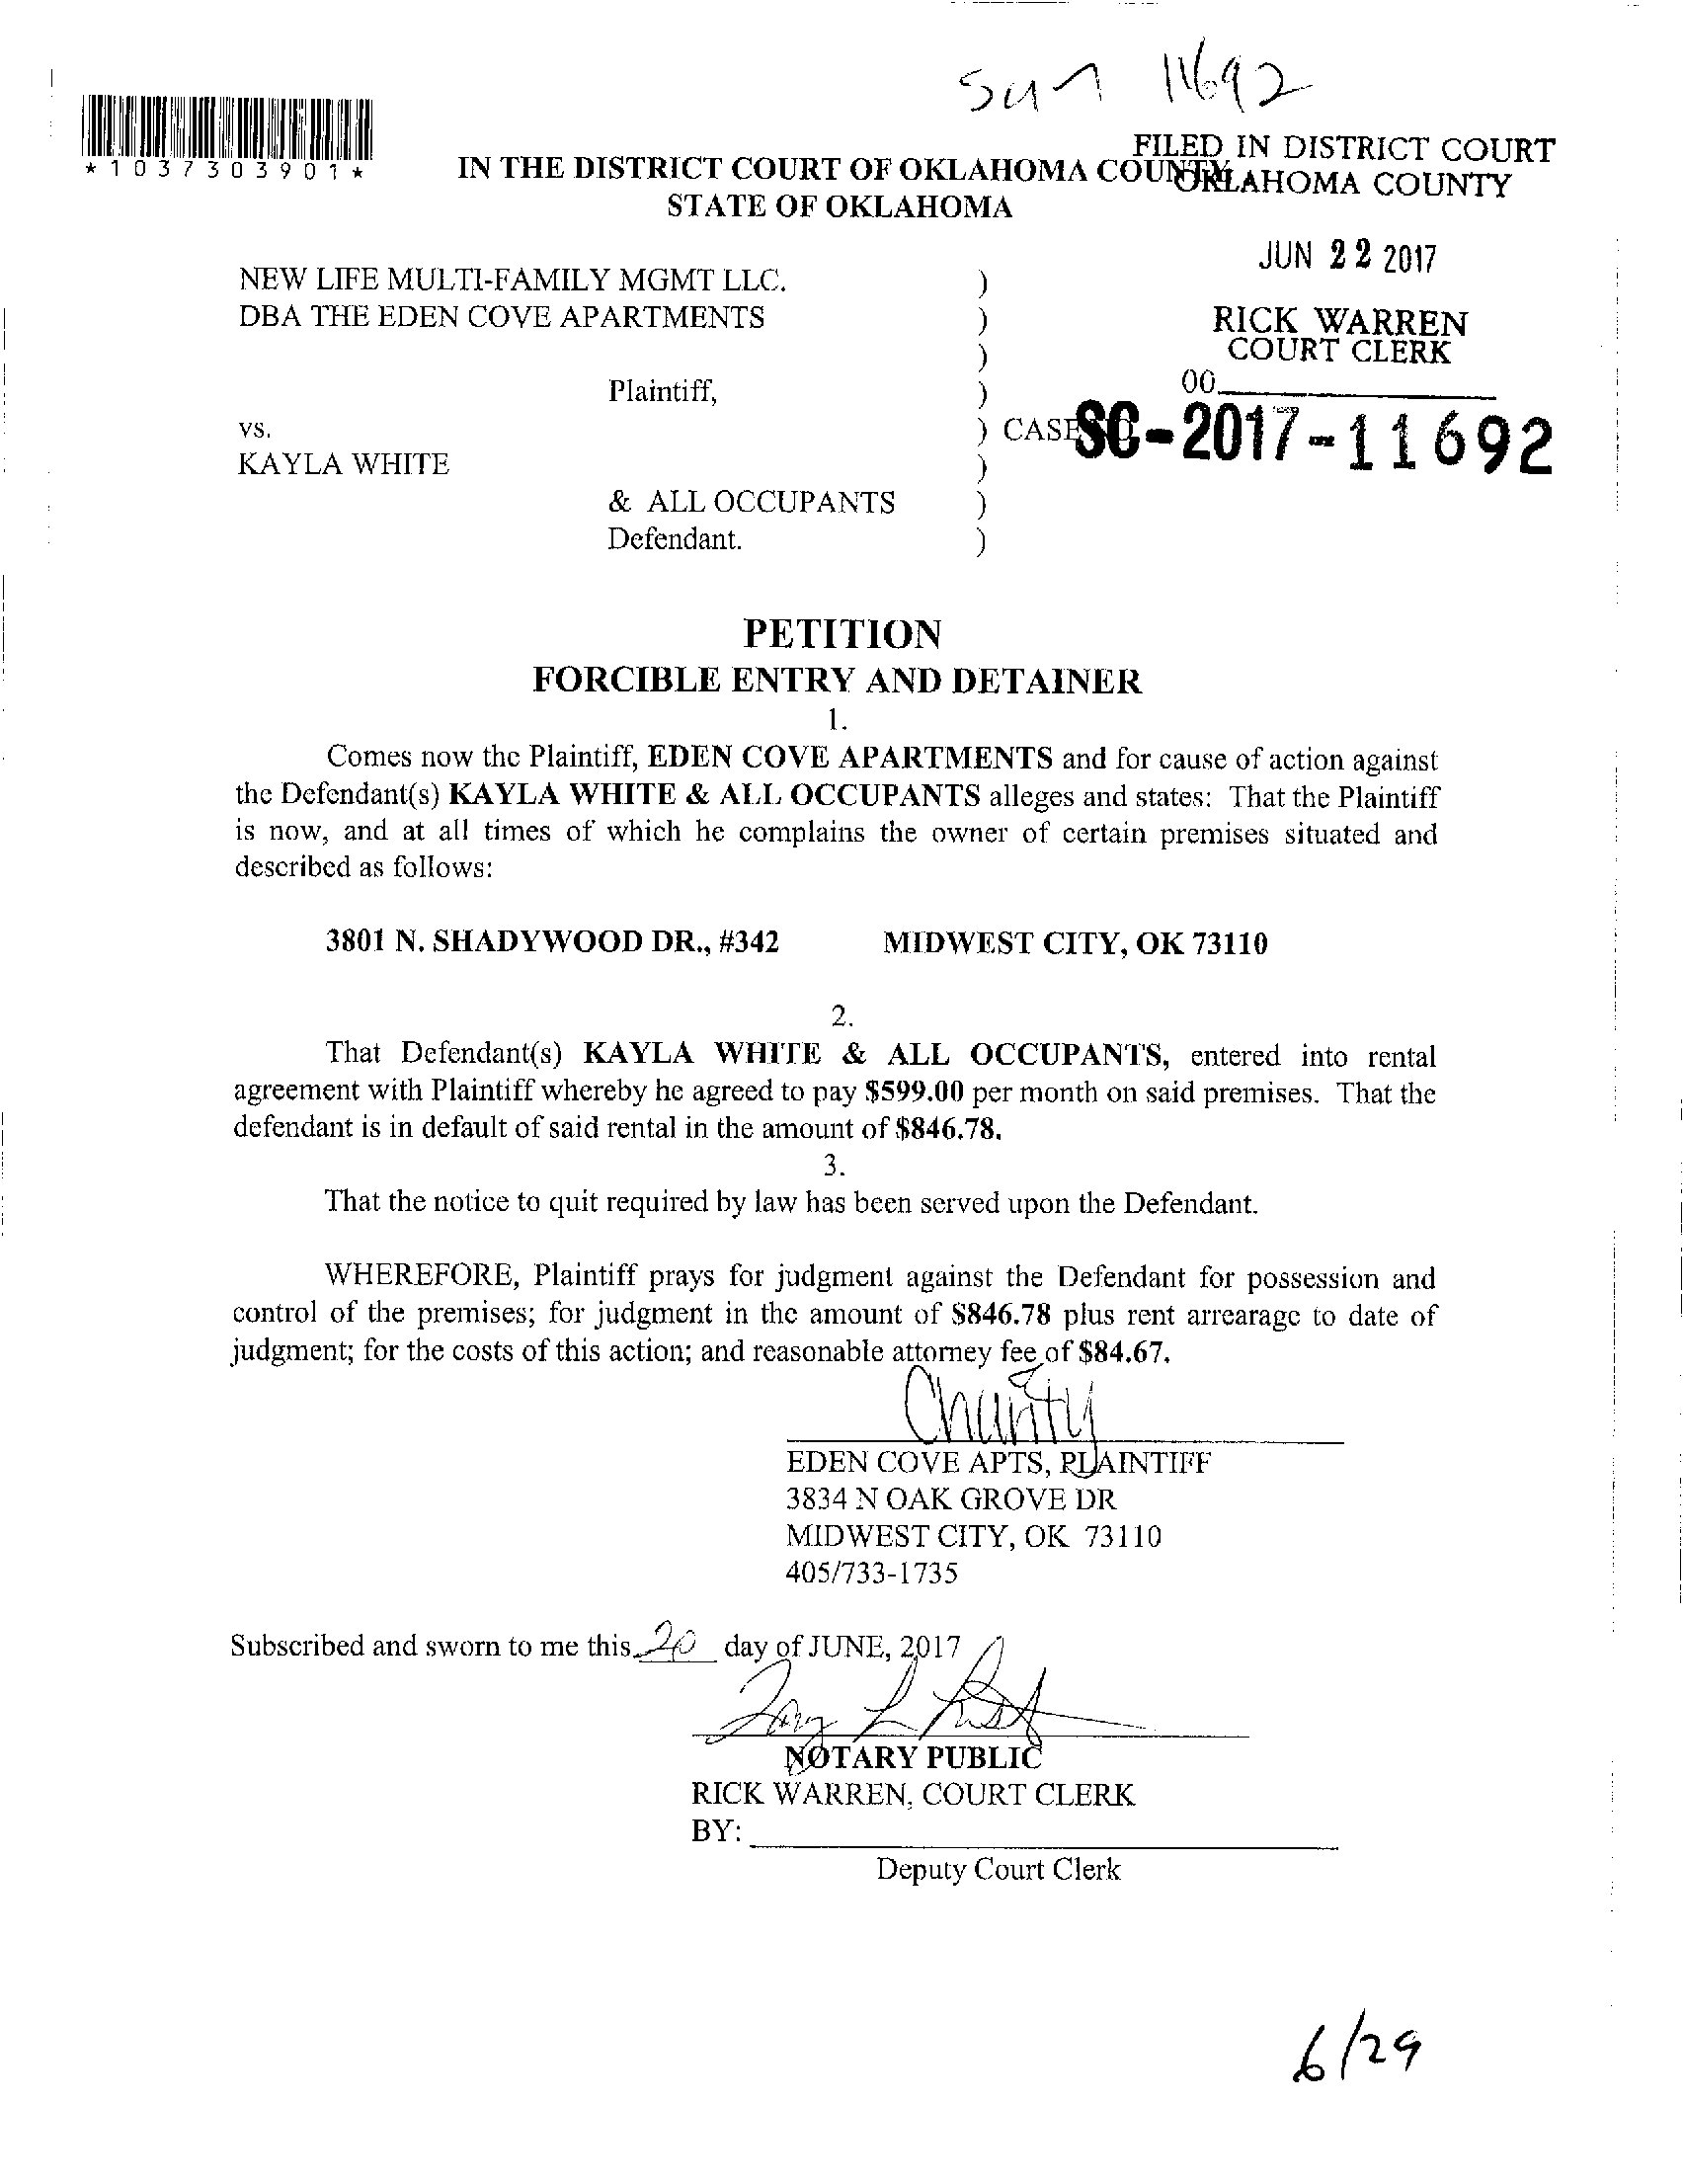 Sun 11692
*1037303901*
FILED IN DISTRICT COURT
OKLAHOMA COUNTY
IN THE DISTRICT COURT OF OKLAHOMA COUNTY
STATE OF OKLAHOMA
JUN 22 2017
NEW LIFE MULTI-FAMILY MGMT LLC. )
DBA THE EDEN COVE APARTMENTS )
RICK WARREN
COURT CLERK
)
00
Plaintiff, )
vs. ) CASE SC-2017-11692
KAYLA WHITE )
& ALL OCCUPANTS )
Defendant. )
PETITION
FORCIBLE ENTRY AND DETAINER
1.
Comes now the Plaintiff, EDEN COVE APARTMENTS and for cause of action against
the Defendant(s) KAYLA WHITE & ALL OCCUPANTS alleges and states: That the Plaintiff
is now, and at all times of which he complains the owner of certain premises situated and
described as follows:
3801 N. SHADYWOOD DR., #342 MIDWEST CITY, OK 73110
2.
That Defendant(s) KAYLA WHITE & ALL OCCUPANTS, entered into rental
agreement with Plaintiff whereby he agreed to pay $599.00 per month on said premises. That the
defendant is in default of said rental in the amount of $846.78.
3.
That the notice to quit required by law has been served upon the Defendant.
WHEREFORE, Plaintiff prays for judgment against the Defendant for possession and
control of the premises; for judgment in the amount of $846.78 plus rent arrearage to date of
judgment; for the costs of this action; and reasonable attorney fee of $84.67.
Charity
EDEN COVE APTS, PLAINTIFF
3834 N OAK GROVE DR
MIDWEST CITY, OK 73110
405/733-1735
Subscribed and sworn to me this 20 day of JUNE, 2017
NOTARY PUBLIC
RICK WARREN, COURT CLERK
BY:
Deputy Court Clerk
6/29